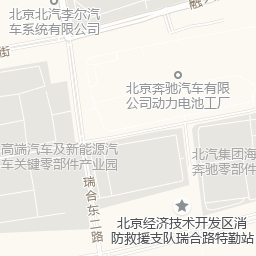 北京北汽李尔汽
车系统有限公司
融
街
北京奔驰汽车有限
公司动力电池工厂
高端汽车及新能源汽
车关键零部件产业园
北汽集团海
奔驰零部件
瑞合东二路
北京经济技术开发区消
防救援支队瑞合路特勤站